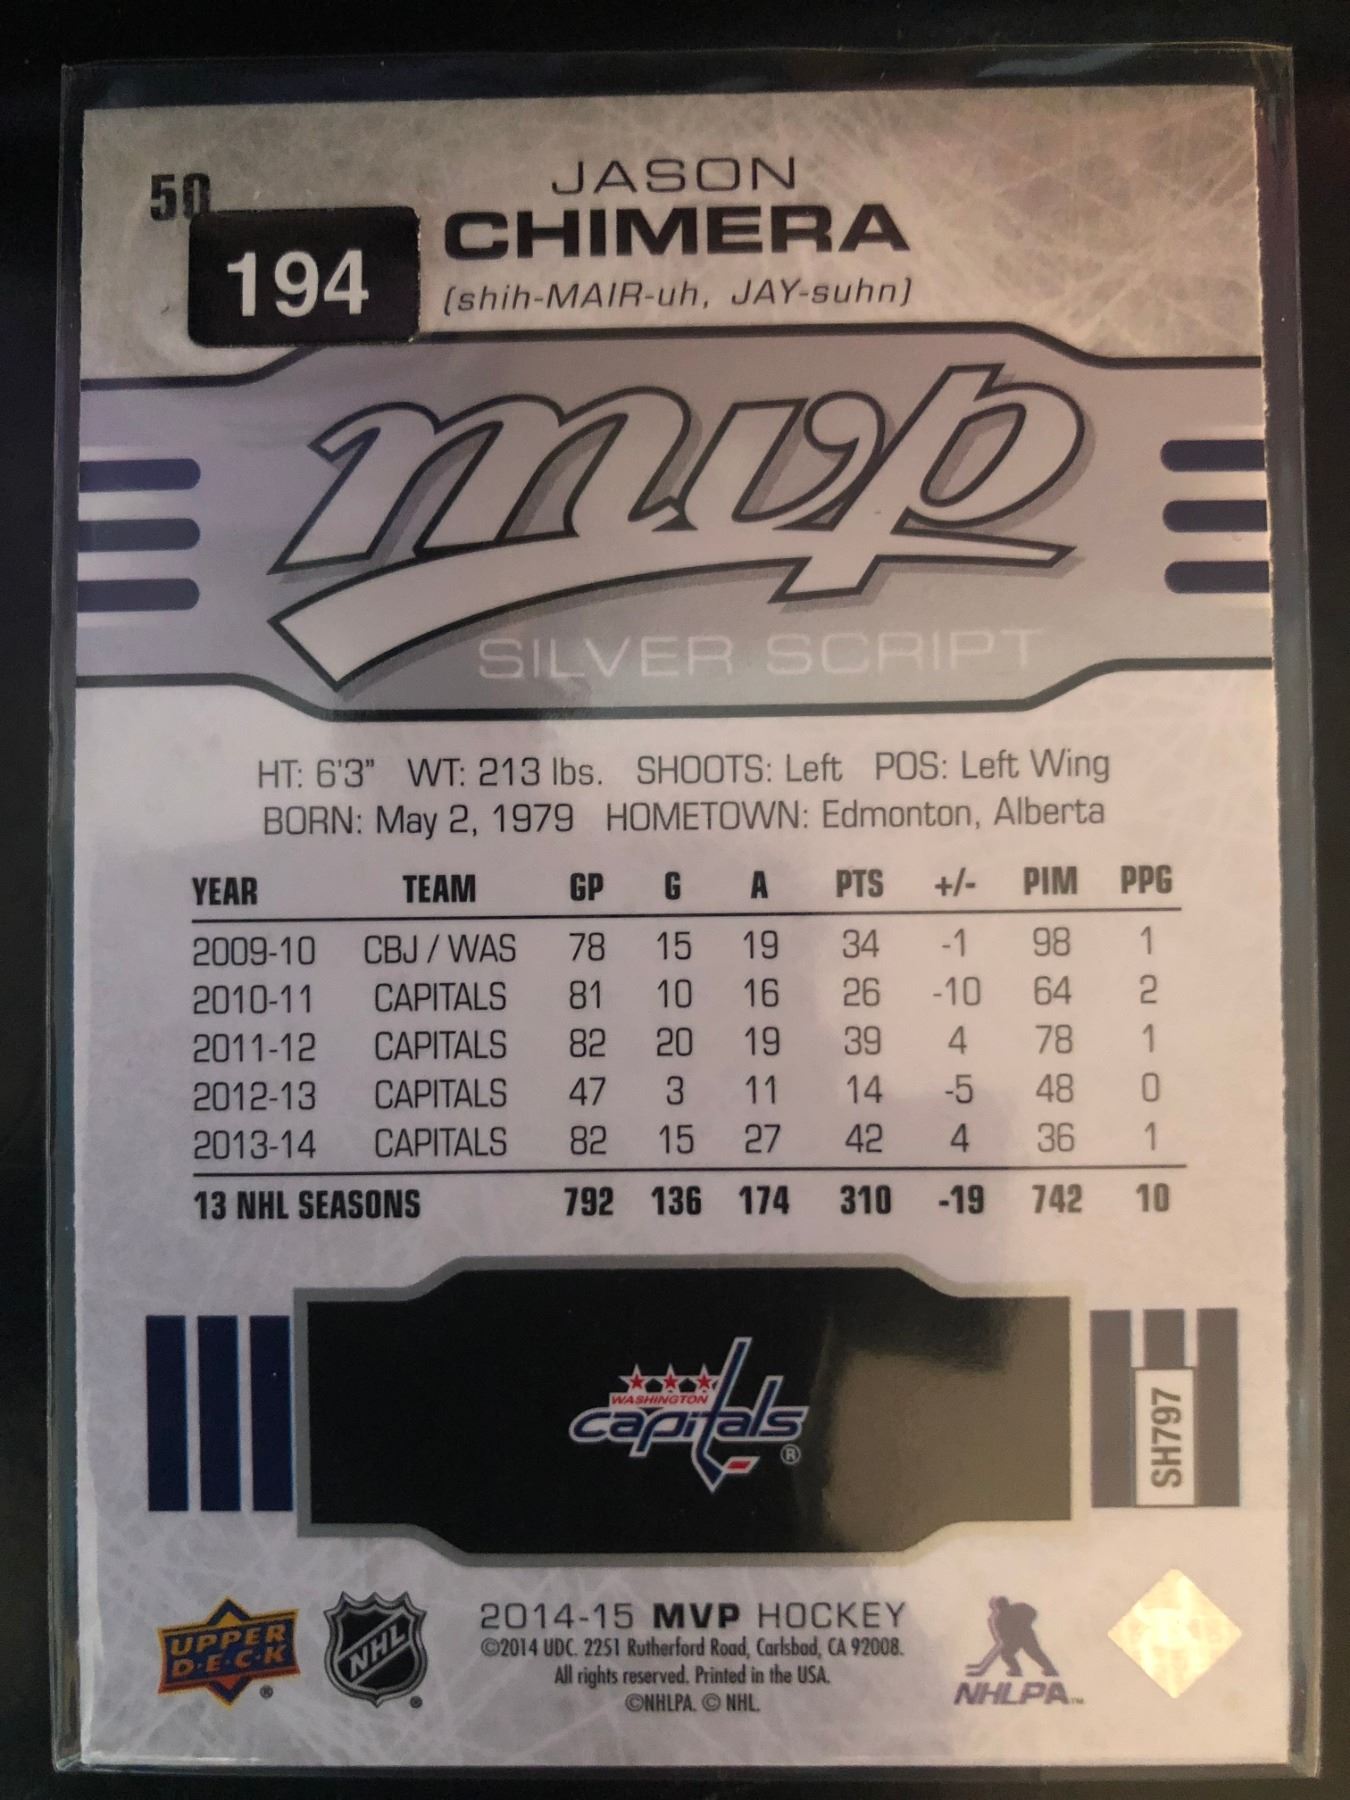 50
194
JASON
CHIMERA
(shih-MAIR-uh, JAY-suhn)
mvp
SILVER SCRIPT
HT: 6'3" WT: 213 lbs. SHOOTS: Left POS: Left Wing
BORN: May 2, 1979 HOMETOWN: Edmonton, Alberta
YEAR TEAM GP G A PTS +/- PIM PPG
2009-10 CBJ / WAS 78 15 19 34 -1 98 1
2010-11 CAPITALS 81 10 16 26 -10 64 2
2011-12 CAPITALS 82 20 19 39 4 78 1
2012-13 CAPITALS 47 3 11 14 -5 48 0
2013-14 CAPITALS 82 15 27 42 4 36 1
13 NHL SEASONS 792 136 174 310 -19 742 10
WASHINGTON
capitals®
SH797
UPPER
D·E·C·K®
NHL®
2014-15 MVP HOCKEY
©2014 UDC. 2251 Rutherford Road, Carlsbad, CA 92008.
All rights reserved. Printed in the USA.
©NHLPA. © NHL.
NHLPA™